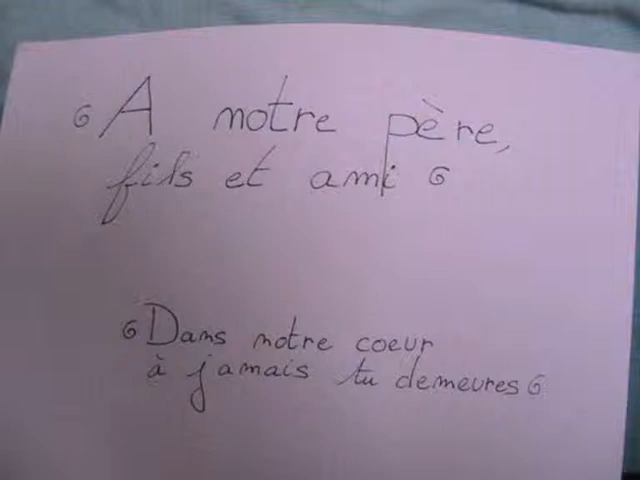 A notre père,
fils et ami
Dans notre coeur
à jamais tu demeures